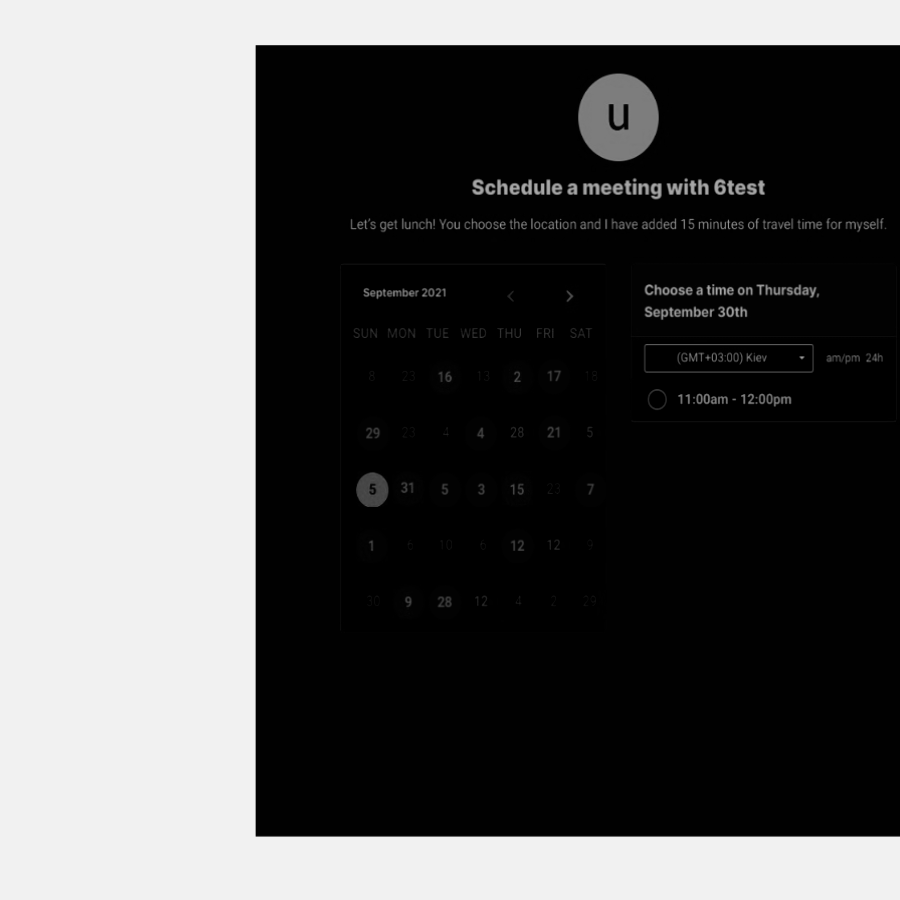 u
Schedule a meeting with 6test
Let's get lunch! You choose the location and I have added 15 minutes of travel time for myself.
September 2021
SUN MON TUE WED THU FRI SAT
8 23 16 13 2 17 18
29 23 4 4 28 21 5
5 31 5 3 15 23 7
1 6 10 6 12 12 9
30 9 28 12 4 2 29
Choose a time on Thursday,
September 30th
(GMT+03:00) Kiev am/pm 24h
11:00am - 12:00pm